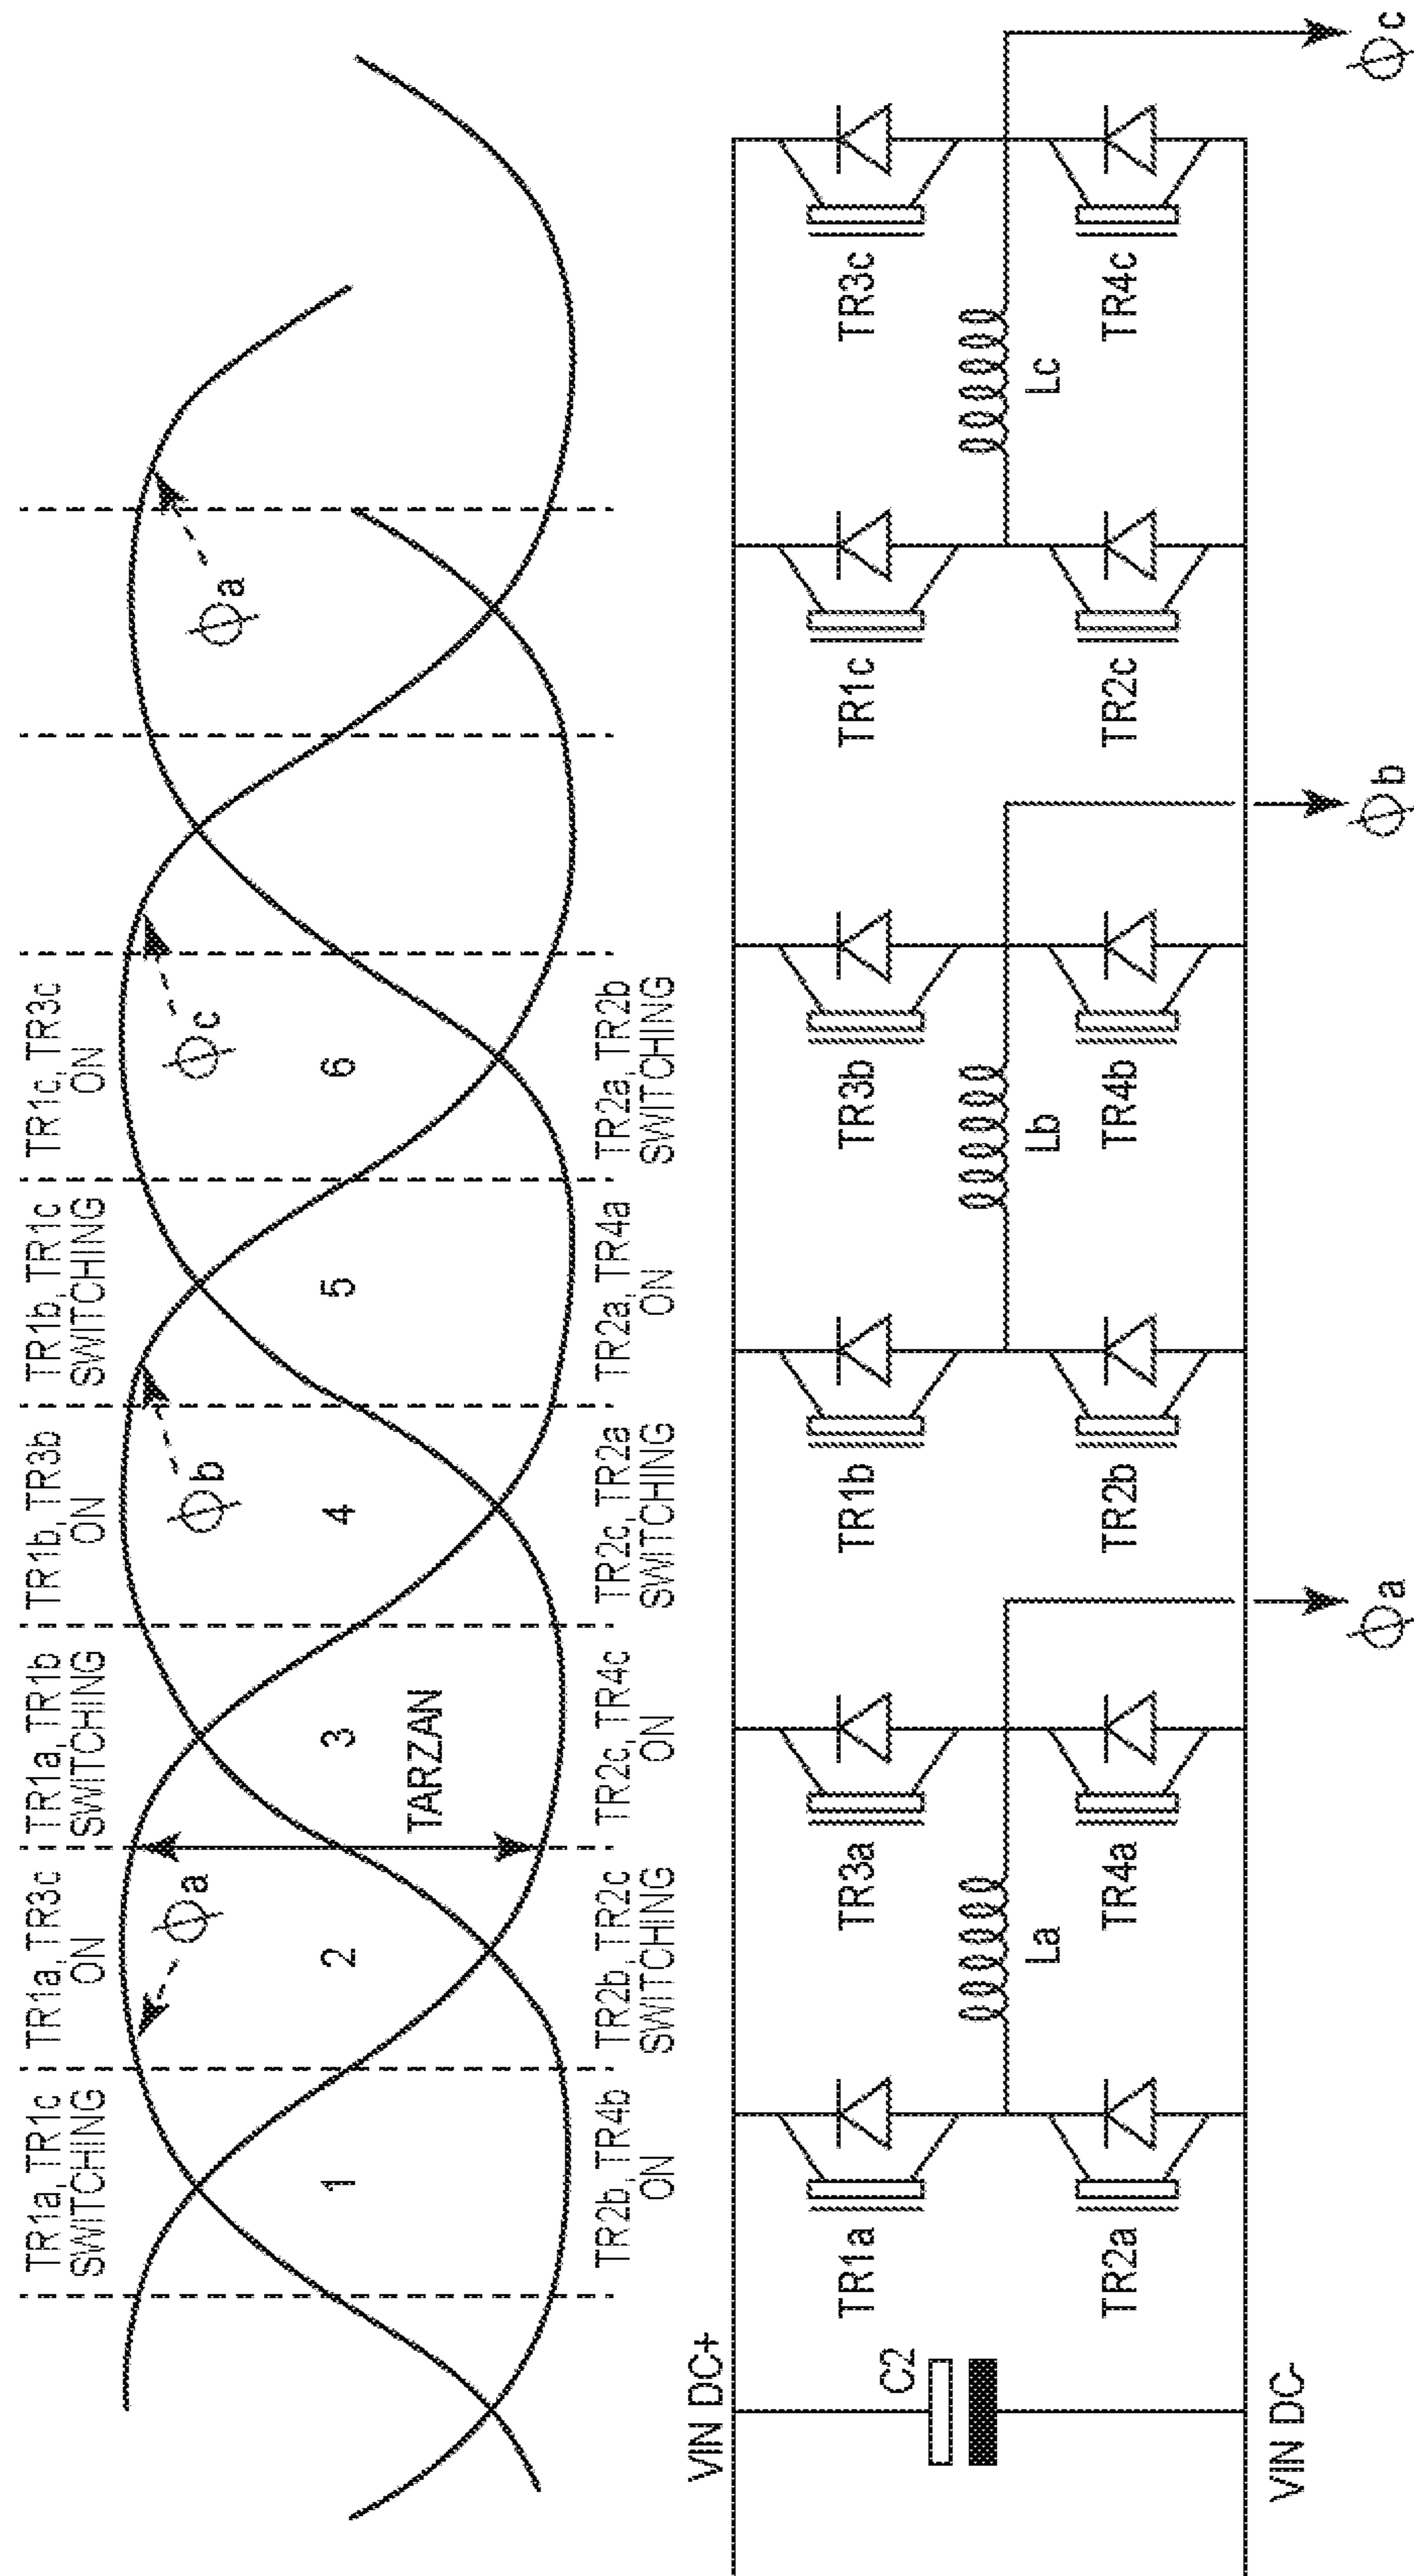 TR1a, TR1c
SWITCHING
TR1a, TR3c
ON
TR1a, TR1b
SWITCHING
TR1b, TR3b
ON
TR1b, TR1c
SWITCHING
TR1c, TR3c
ON
ϕa
ϕb
ϕc
ϕa
1
2
3
4
5
6
TARZAN
TR2b, TR4b
ON
TR2b, TR2c
SWITCHING
TR2c, TR4c
ON
TR2c, TR2a
SWITCHING
TR2a, TR4a
ON
TR2a, TR2b
SWITCHING
VIN DC+
C2
TR1a
TR3a
TR1b
TR3b
TR1c
TR3c
La
Lb
Lc
TR2a
TR4a
TR2b
TR4b
TR2c
TR4c
VIN DC-
ϕa
ϕb
ϕc